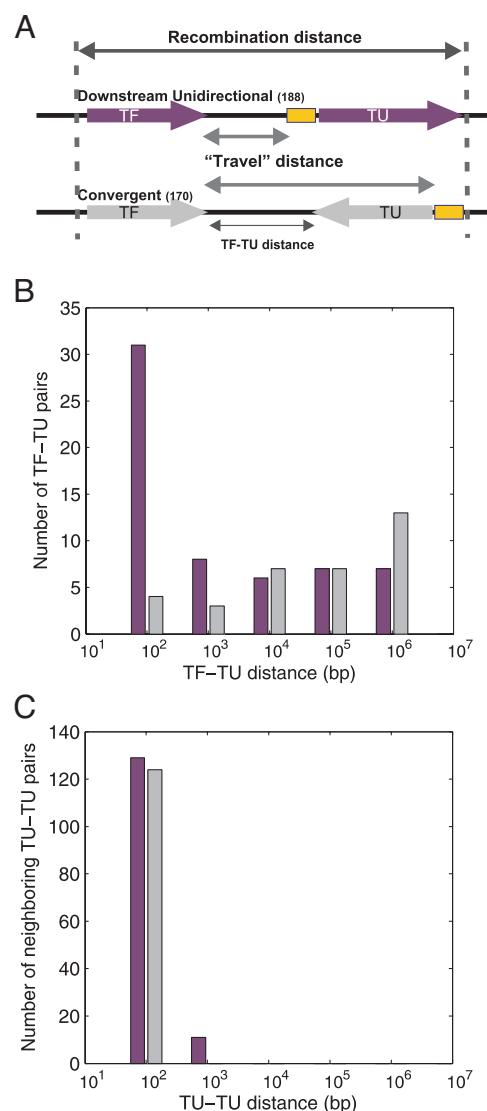 A
Recombination distance
Downstream Unidirectional (188)
TF TU
“Travel” distance
Convergent (170)
TF TU
TF-TU distance
B
Number of TF−TU pairs
35
30
25
20
15
10
5
0
10^1 10^2 10^3 10^4 10^5 10^6 10^7
TF−TU distance (bp)
C
Number of neighboring TU−TU pairs
140
120
100
80
60
40
20
0
10^1 10^2 10^3 10^4 10^5 10^6 10^7
TU−TU distance (bp)